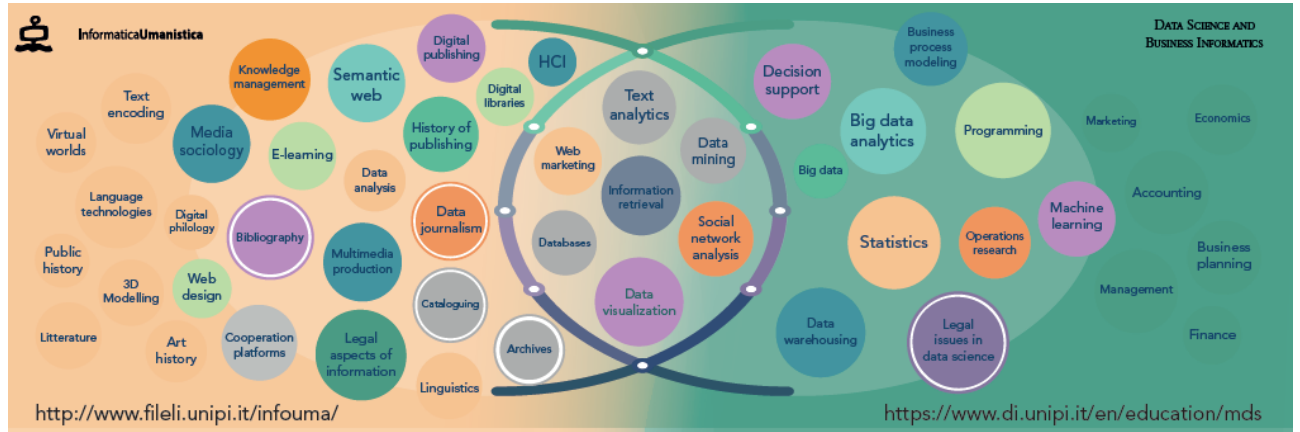 InformaticaUmanistica
DATA SCIENCE AND
BUSINESS INFORMATICS
Digital
publishing
HCI
Knowledge
management
Semantic
web
Digital
libraries
Text
encoding
Media
sociology
History of
publishing
Virtual
worlds
E-learning
Data
analysis
Language
technologies
Digital
philology
Bibliography
Data
journalism
Public
history
Multimedia
production
3D
Modelling
Web
design
Cataloguing
Litterature
Art
history
Cooperation
platforms
Legal
aspects of
information
Archives
Linguistics
http://www.fileli.unipi.it/infouma/
Text
analytics
Web
marketing
Data
mining
Information
retrieval
Databases
Social
network
analysis
Data
visualization
Business
process
modeling
Decision
support
Big data
analytics
Programming
Marketing
Economics
Big data
Accounting
Machine
learning
Statistics
Operations
research
Business
planning
Management
Data
warehousing
Legal
issues in
data science
Finance
https://www.di.unipi.it/en/education/mds